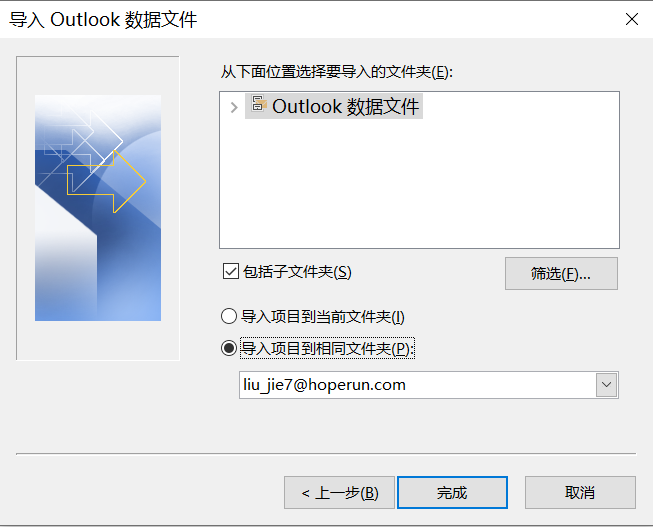 导入 Outlook 数据文件
从下面位置选择要导入的文件夹(E):
Outlook 数据文件
包括子文件夹(S)
筛选(F)...
导入项目到当前文件夹(I)
导入项目到相同文件夹(P):
liu_jie7@hoperun.com
< 上一步(B)
完成
取消